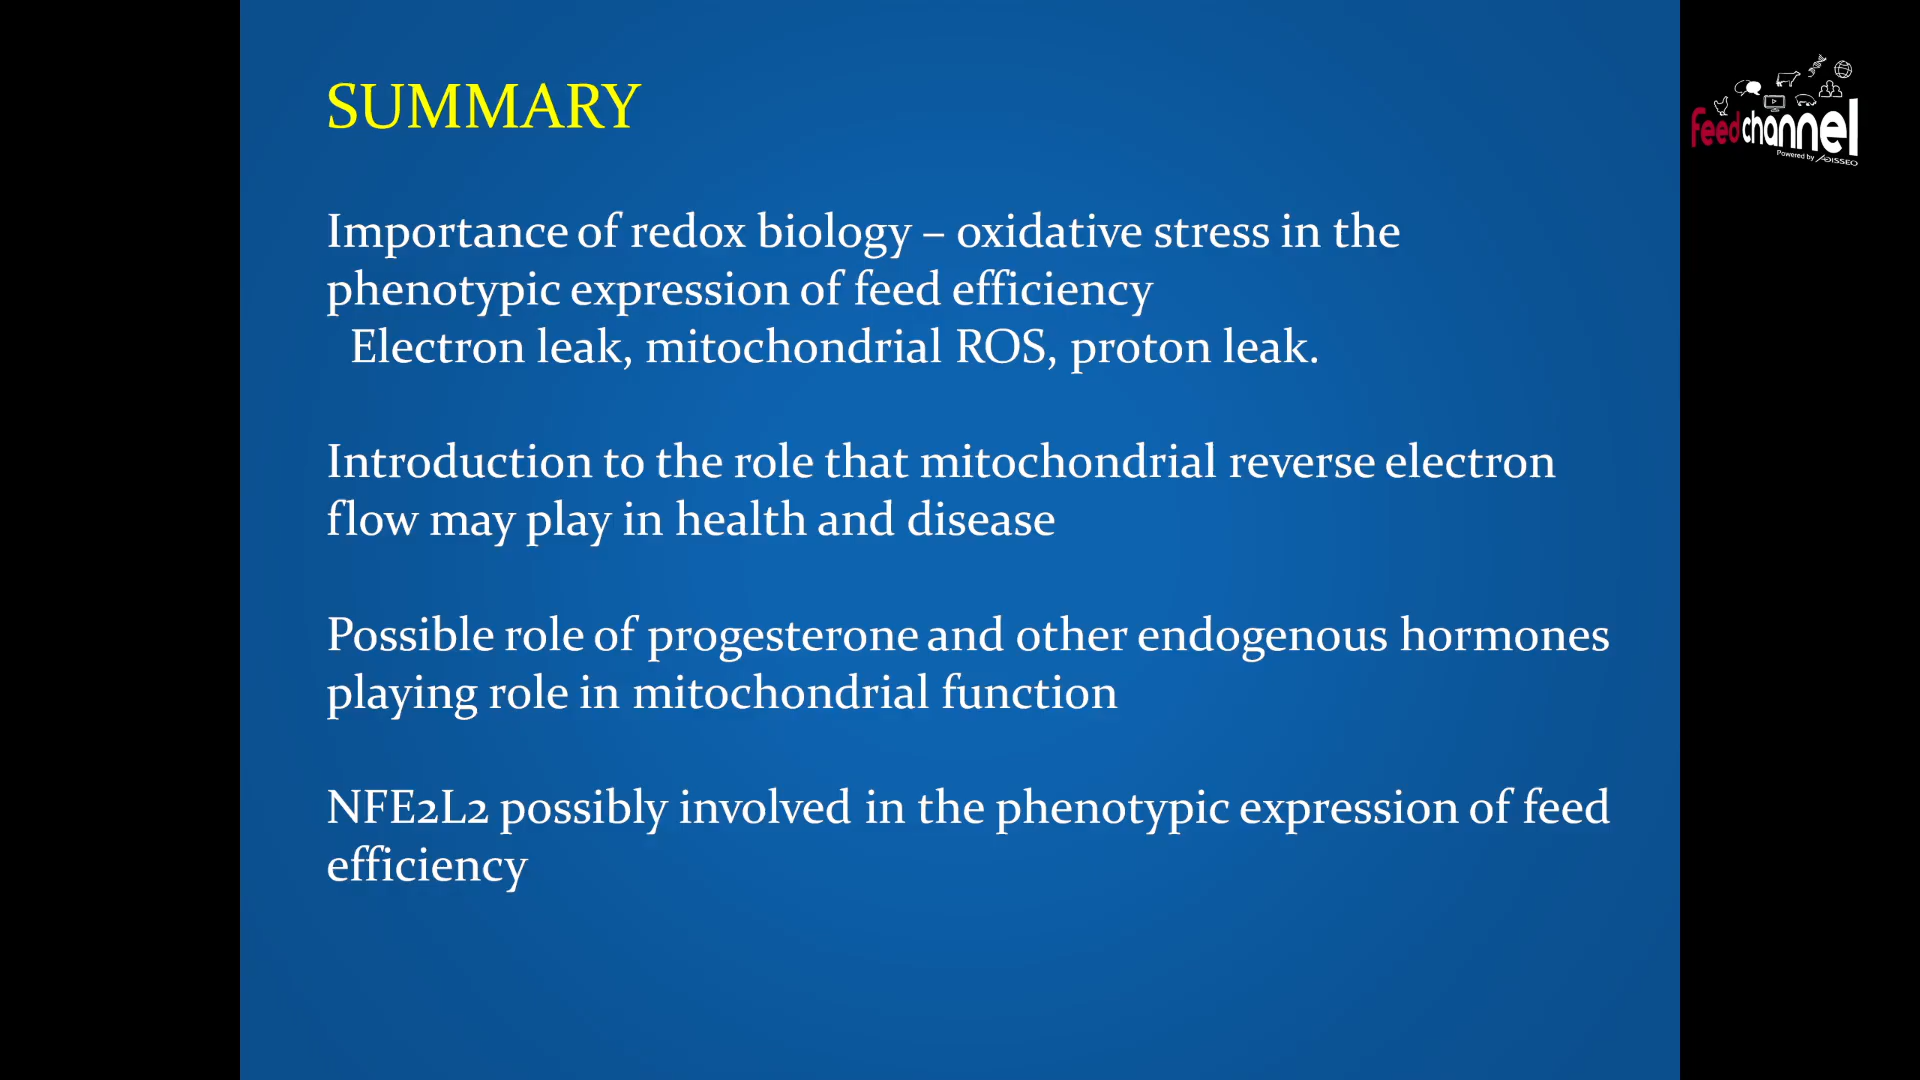 SUMMARY
Importance of redox biology – oxidative stress in the
phenotypic expression of feed efficiency
Electron leak, mitochondrial ROS, proton leak.
Introduction to the role that mitochondrial reverse electron
flow may play in health and disease
Possible role of progesterone and other endogenous hormones
playing role in mitochondrial function
NFE2L2 possibly involved in the phenotypic expression of feed
efficiency
feedchannel
Powered by ADISSEO